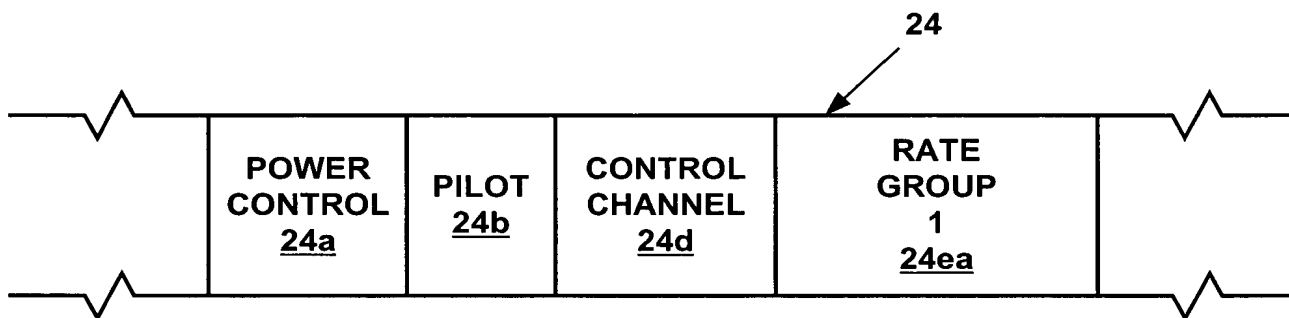 24
POWER
CONTROL
24a
PILOT
24b
CONTROL
CHANNEL
24d
RATE
GROUP
1
24ea